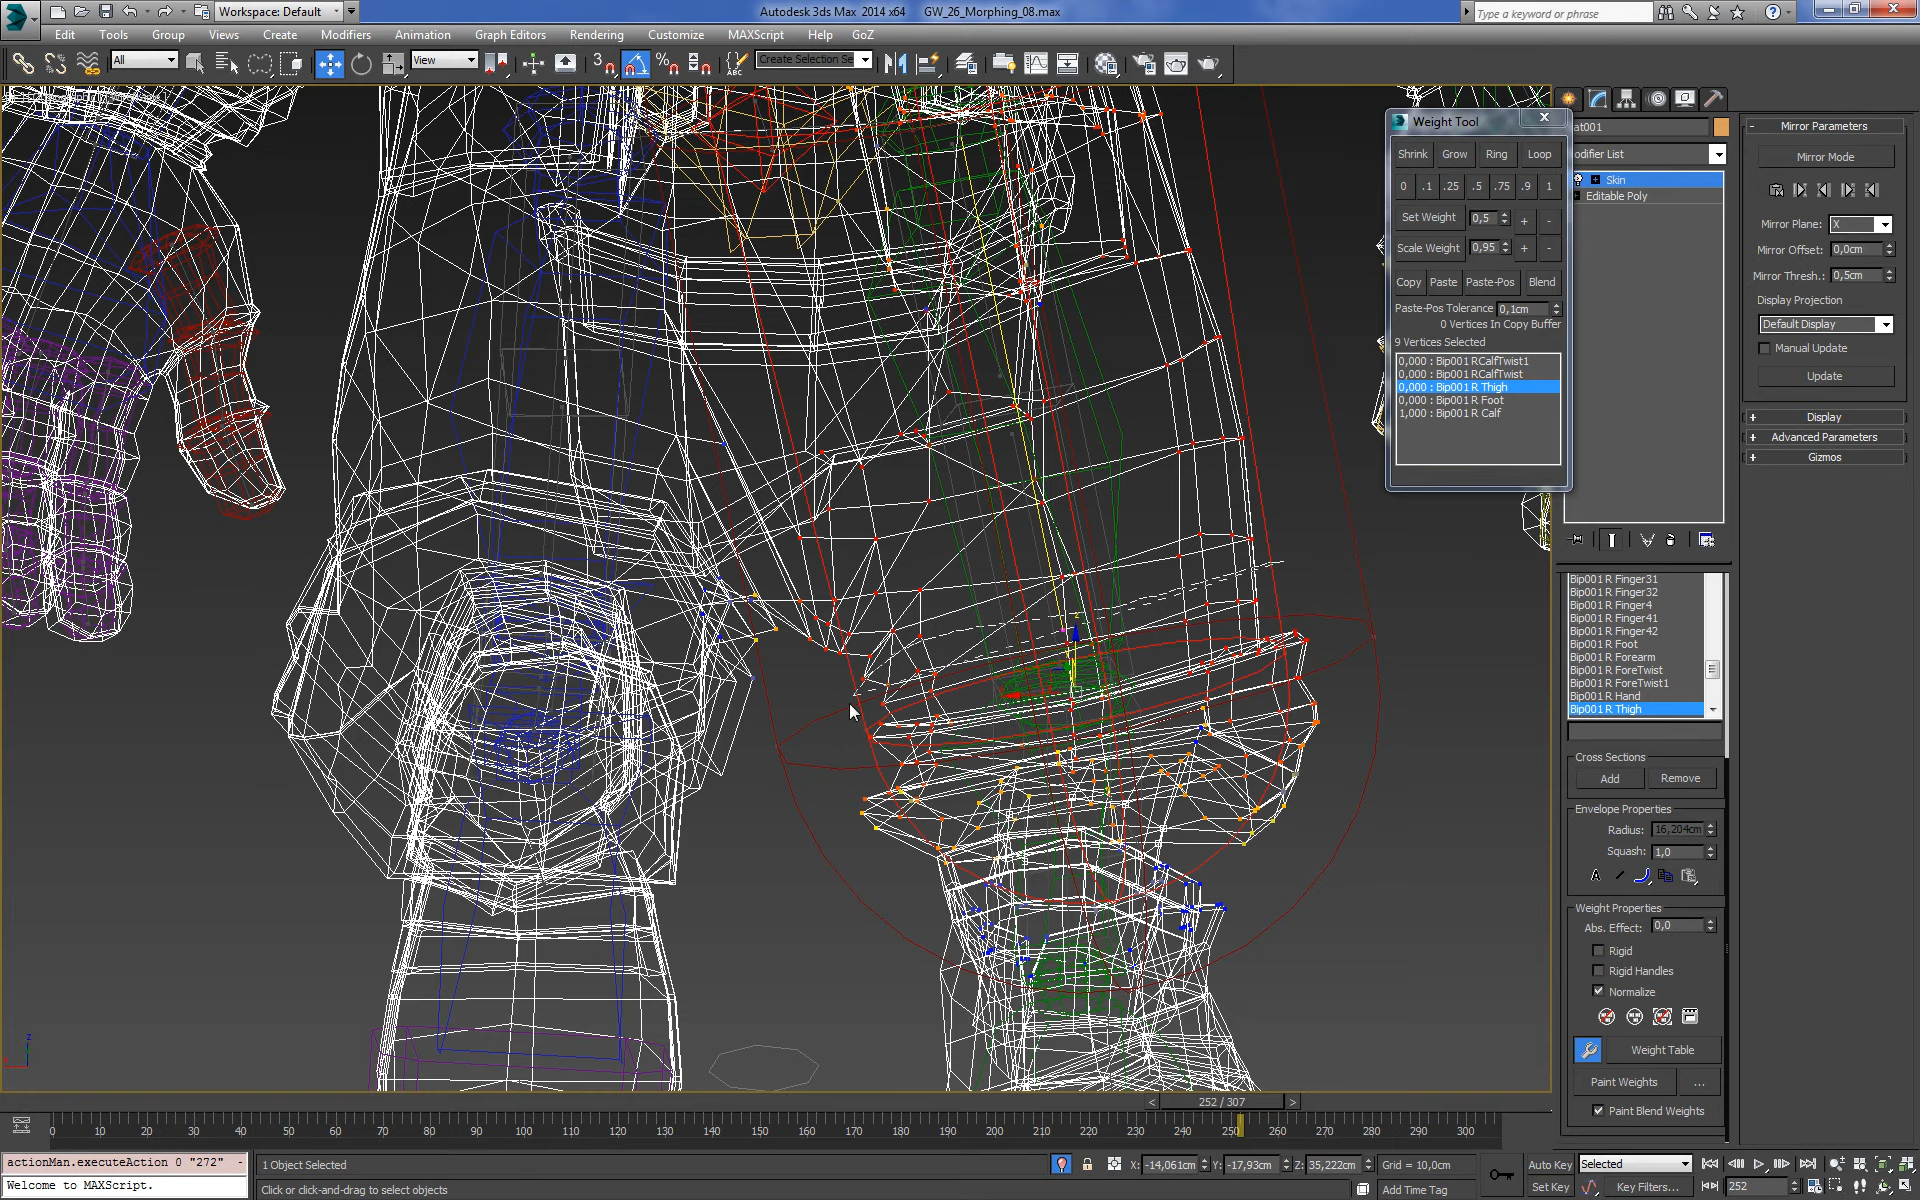 Workspace: Default
Autodesk 3ds Max 2014 x64 GW_26_Morphing_08.max
Type a keyword or phrase
Edit Tools Group Views Create Modifiers Animation Graph Editors Rendering Customize MAXScript Help GoZ
All
View
3
ABC
Create Selection Se
Weight Tool
Shrink Grow Ring Loop
0 .1 .25 .5 .75 .9 1
Set Weight 0,5 + -
Scale Weight 0,95 + -
Copy Paste Paste-Pos Blend
Paste-Pos Tolerance 0,1cm
0 Vertices In Copy Buffer
9 Vertices Selected
0,000 : Bip001 RCalfTwist1
0,000 : Bip001 RCalfTwist
0,000 : Bip001 R Thigh
0,000 : Bip001 R Foot
1,000 : Bip001 R Calf
at001
odifier List
Skin
Editable Poly
Bip001 R Finger31
Bip001 R Finger32
Bip001 R Finger4
Bip001 R Finger41
Bip001 R Finger42
Bip001 R Foot
Bip001 R Forearm
Bip001 R ForeTwist
Bip001 R ForeTwist1
Bip001 R Hand
Bip001 R Thigh
Cross Sections
Add Remove
Envelope Properties
Radius: 16,204cm
Squash: 1,0
Weight Properties
Abs. Effect: 0,0
Rigid
Rigid Handles
Normalize
Weight Table
Paint Weights ...
Paint Blend Weights
- Mirror Parameters
Mirror Mode
Mirror Plane: X
Mirror Offset: 0,0cm
Mirror Thresh.: 0,5cm
Display Projection
Default Display
Manual Update
Update
+ Display
+ Advanced Parameters
+ Gizmos
z
< 252 / 307 >
0 10 20 30 40 50 60 70 80 90 100 110 120 130 140 150 160 170 180 190 200 210 220 230 240 250 260 270 280 290 300
actionMan.executeAction 0 "272" -
Welcome to MAXScript.
1 Object Selected
Click or click-and-drag to select objects
X: -14,061cm Y: -17,93cm Z: 35,222cm Grid = 10,0cm
Add Time Tag
Auto Key Selected
Set Key Key Filters...
252